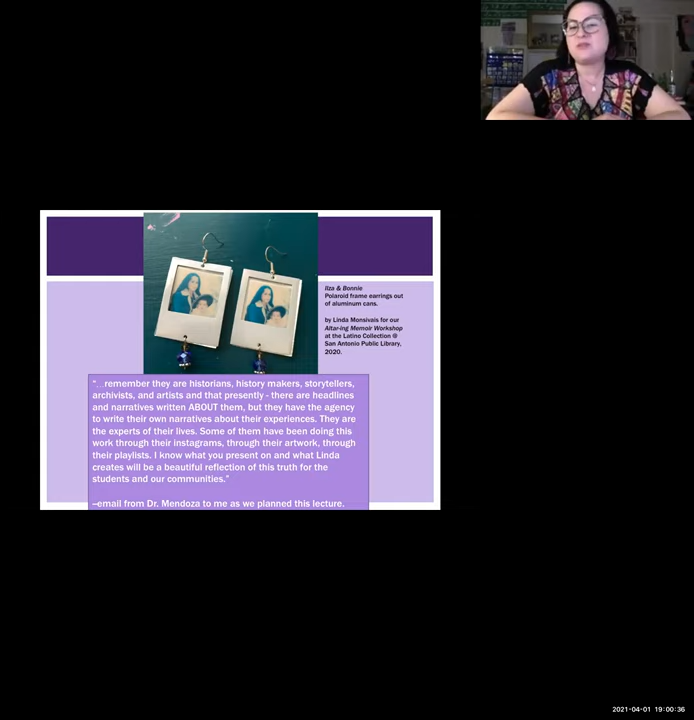 Ilza & Bonnie
Polaroid frame earrings out
of aluminum cans.
by Linda Monsivais for our
Altar-ing Memoir Workshop
at the Latino Collection @
San Antonio Public Library,
2020.
"…remember they are historians, history makers, storytellers,
archivists, and artists and that presently - there are headlines
and narratives written ABOUT them, but they have the agency
to write their own narratives about their experiences. They are
the experts of their lives. Some of them have been doing this
work through their instagrams, through their artwork, through
their playlists. I know what you present on and what Linda
creates will be a beautiful reflection of this truth for the
students and our communities."
–email from Dr. Mendoza to me as we planned this lecture.
2021-04-01 19:00:36